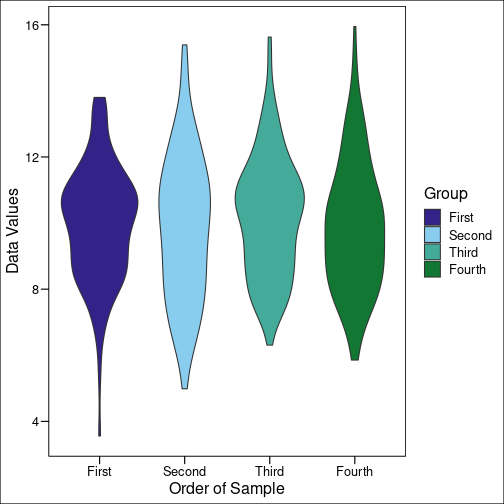 16
12
8
4
Data Values
First
Second
Third
Fourth
Order of Sample
Group
First
Second
Third
Fourth